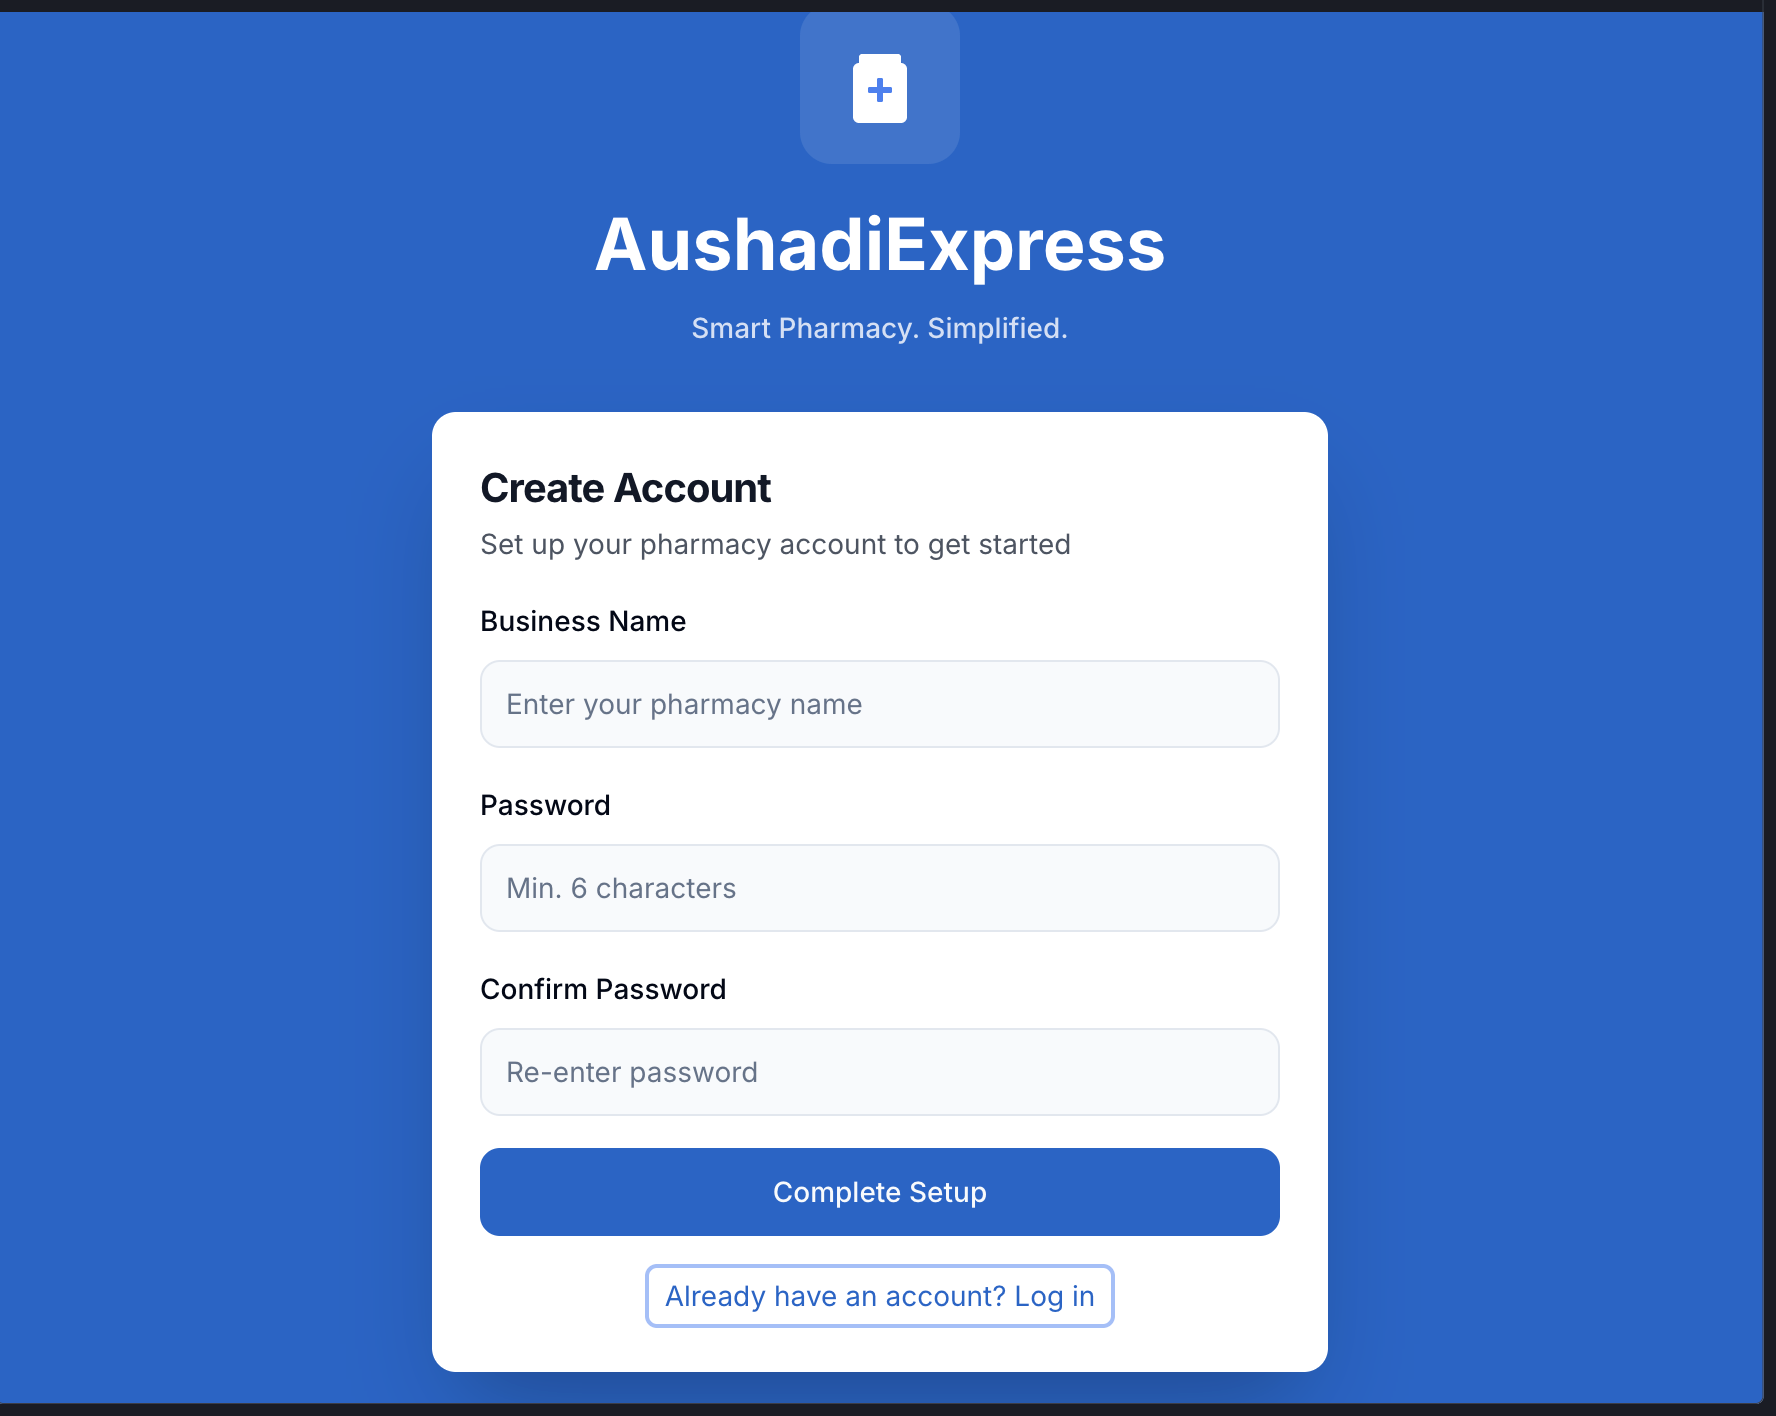 AushadiExpress
Smart Pharmacy. Simplified.
Create Account
Set up your pharmacy account to get started
Business Name
Enter your pharmacy name
Password
Min. 6 characters
Confirm Password
Re-enter password
Complete Setup
Already have an account? Log in